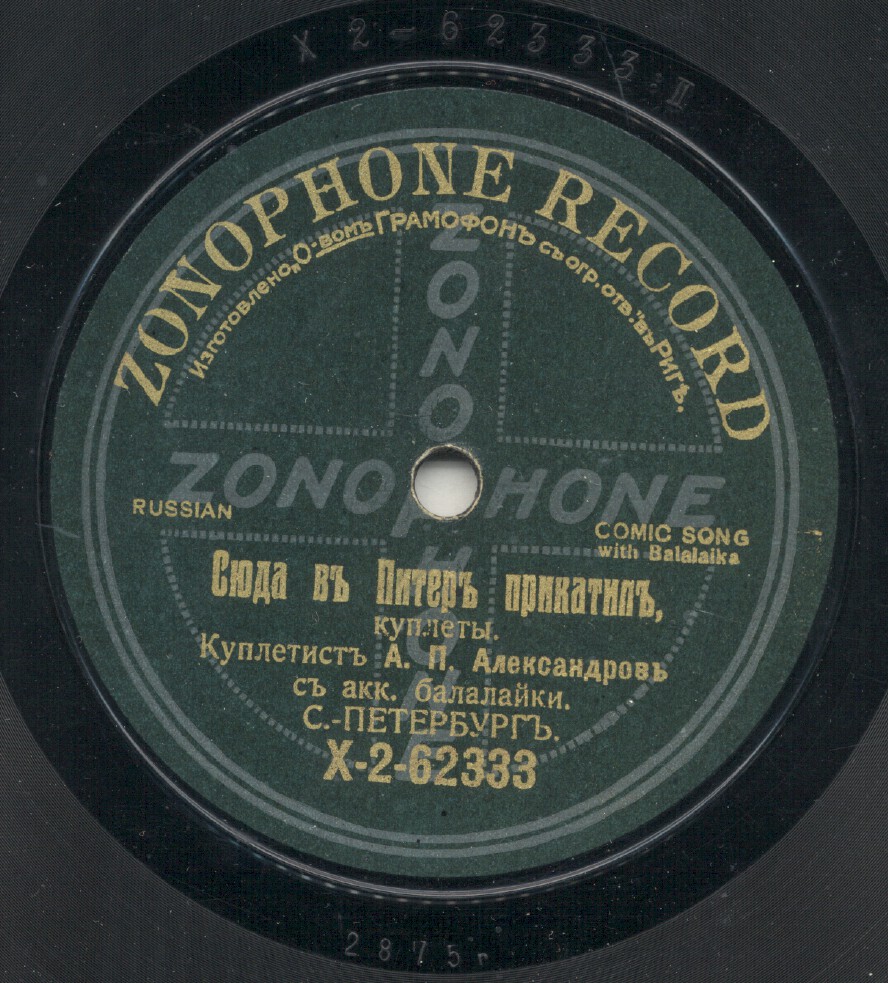 X 2-62333:II
ZONOPHONE RECORD
Изготовлено „О-вомъ ГРАМОФОНЪ съ огр. отв.“ въ Ригѣ.
ZONOPHONE
ZONOPHONE
RUSSIAN
COMIC SONG
with Balalaika
Сюда въ Питеръ прикатилъ,
куплеты.
Куплетистъ А. П. Александровъ
съ акк. балалайки.
С.-ПЕТЕРБУРГЪ.
X-2-62333
2875 r